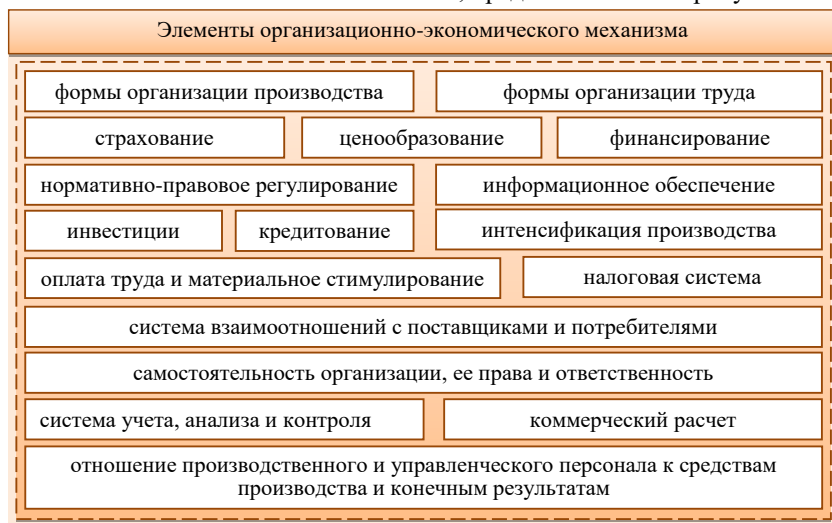 Элементы организационно-экономического механизма
формы организации производства
формы организации труда
страхование
ценообразование
финансирование
нормативно-правовое регулирование
информационное обеспечение
инвестиции
кредитование
интенсификация производства
оплата труда и материальное стимулирование
налоговая система
система взаимоотношений с поставщиками и потребителями
самостоятельность организации, ее права и ответственность
система учета, анализа и контроля
коммерческий расчет
отношение производственного и управленческого персонала к средствам
производства и конечным результатам